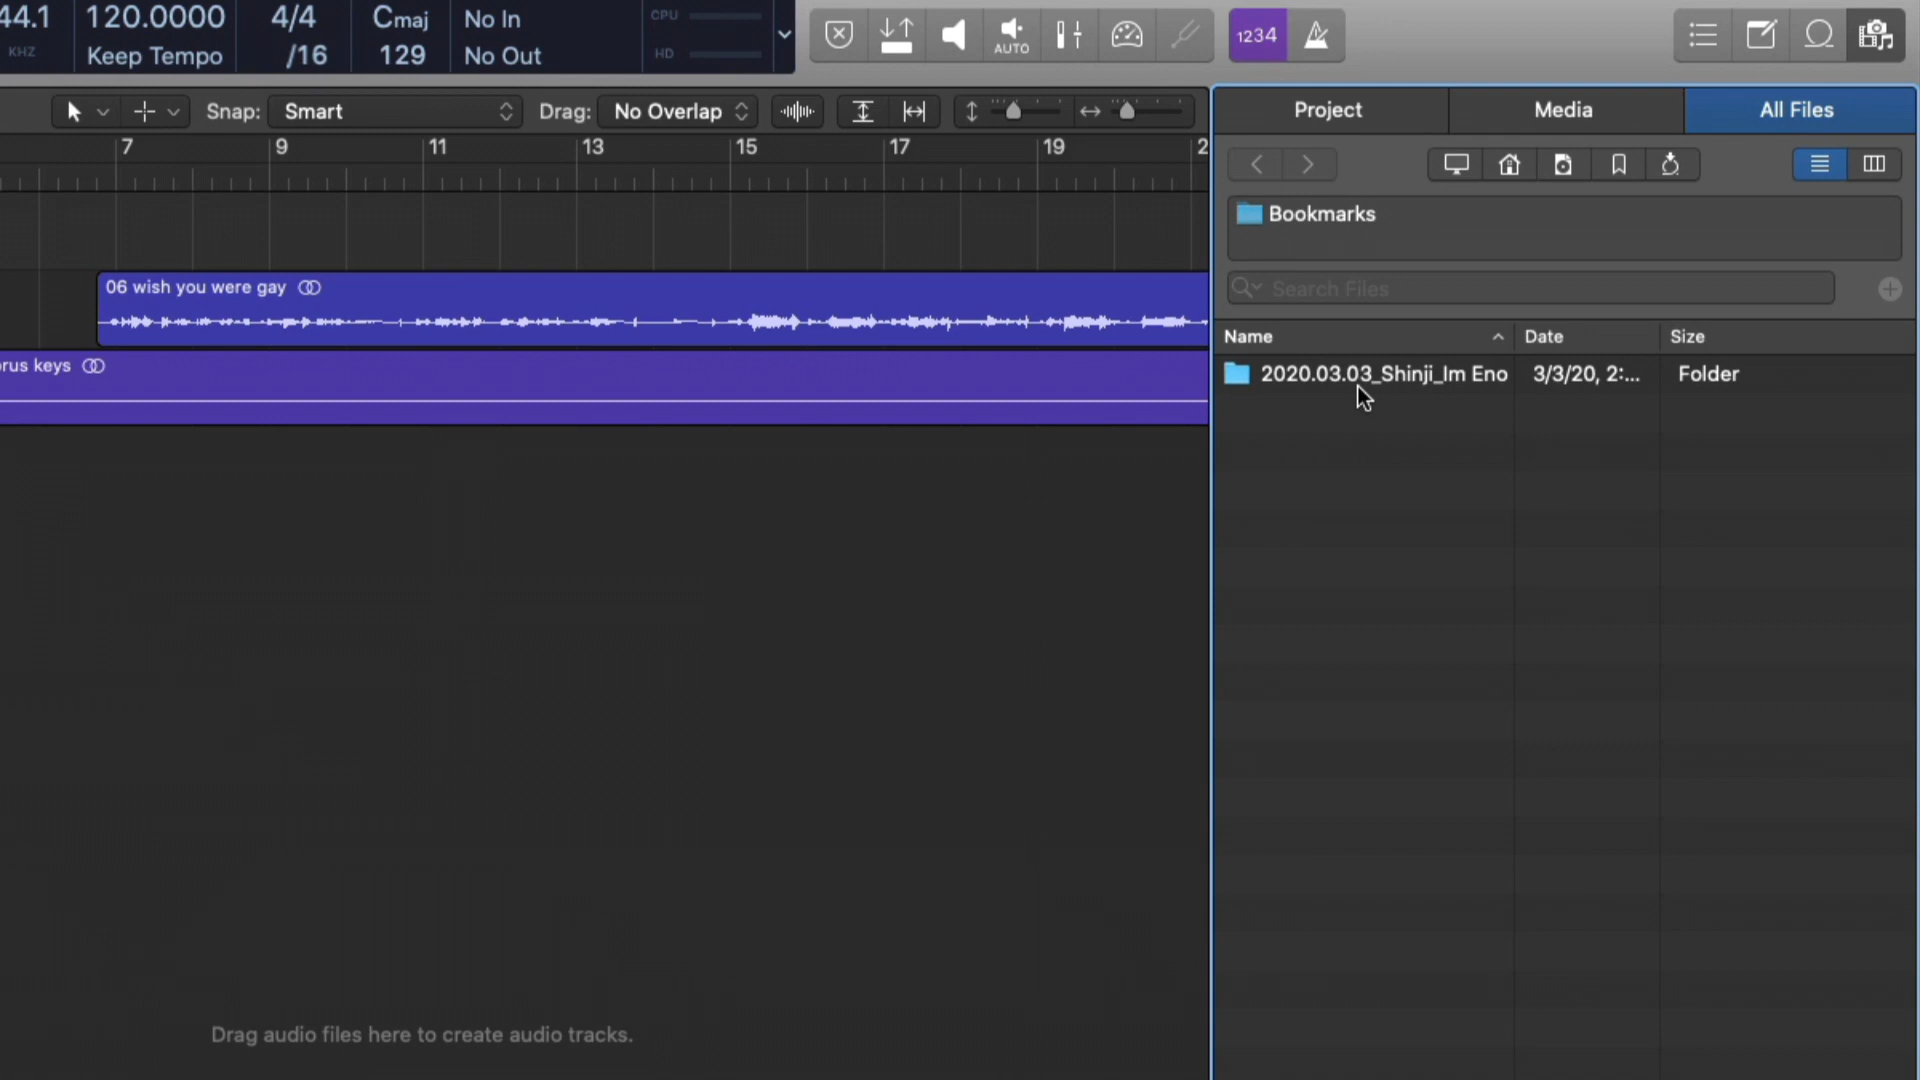 44.1
KHZ
120.0000
Keep Tempo
4/4
/16
Cmaj
129
No In
No Out
CPU
HD
AUTO
1234
Snap: Smart
Drag: No Overlap
7 9 11 13 15 17 19 2
06 wish you were gay
rus keys
Drag audio files here to create audio tracks.
Project Media All Files
Bookmarks
Search Files
Name Date Size
2020.03.03_Shinji_Im Eno 3/3/20, 2:... Folder